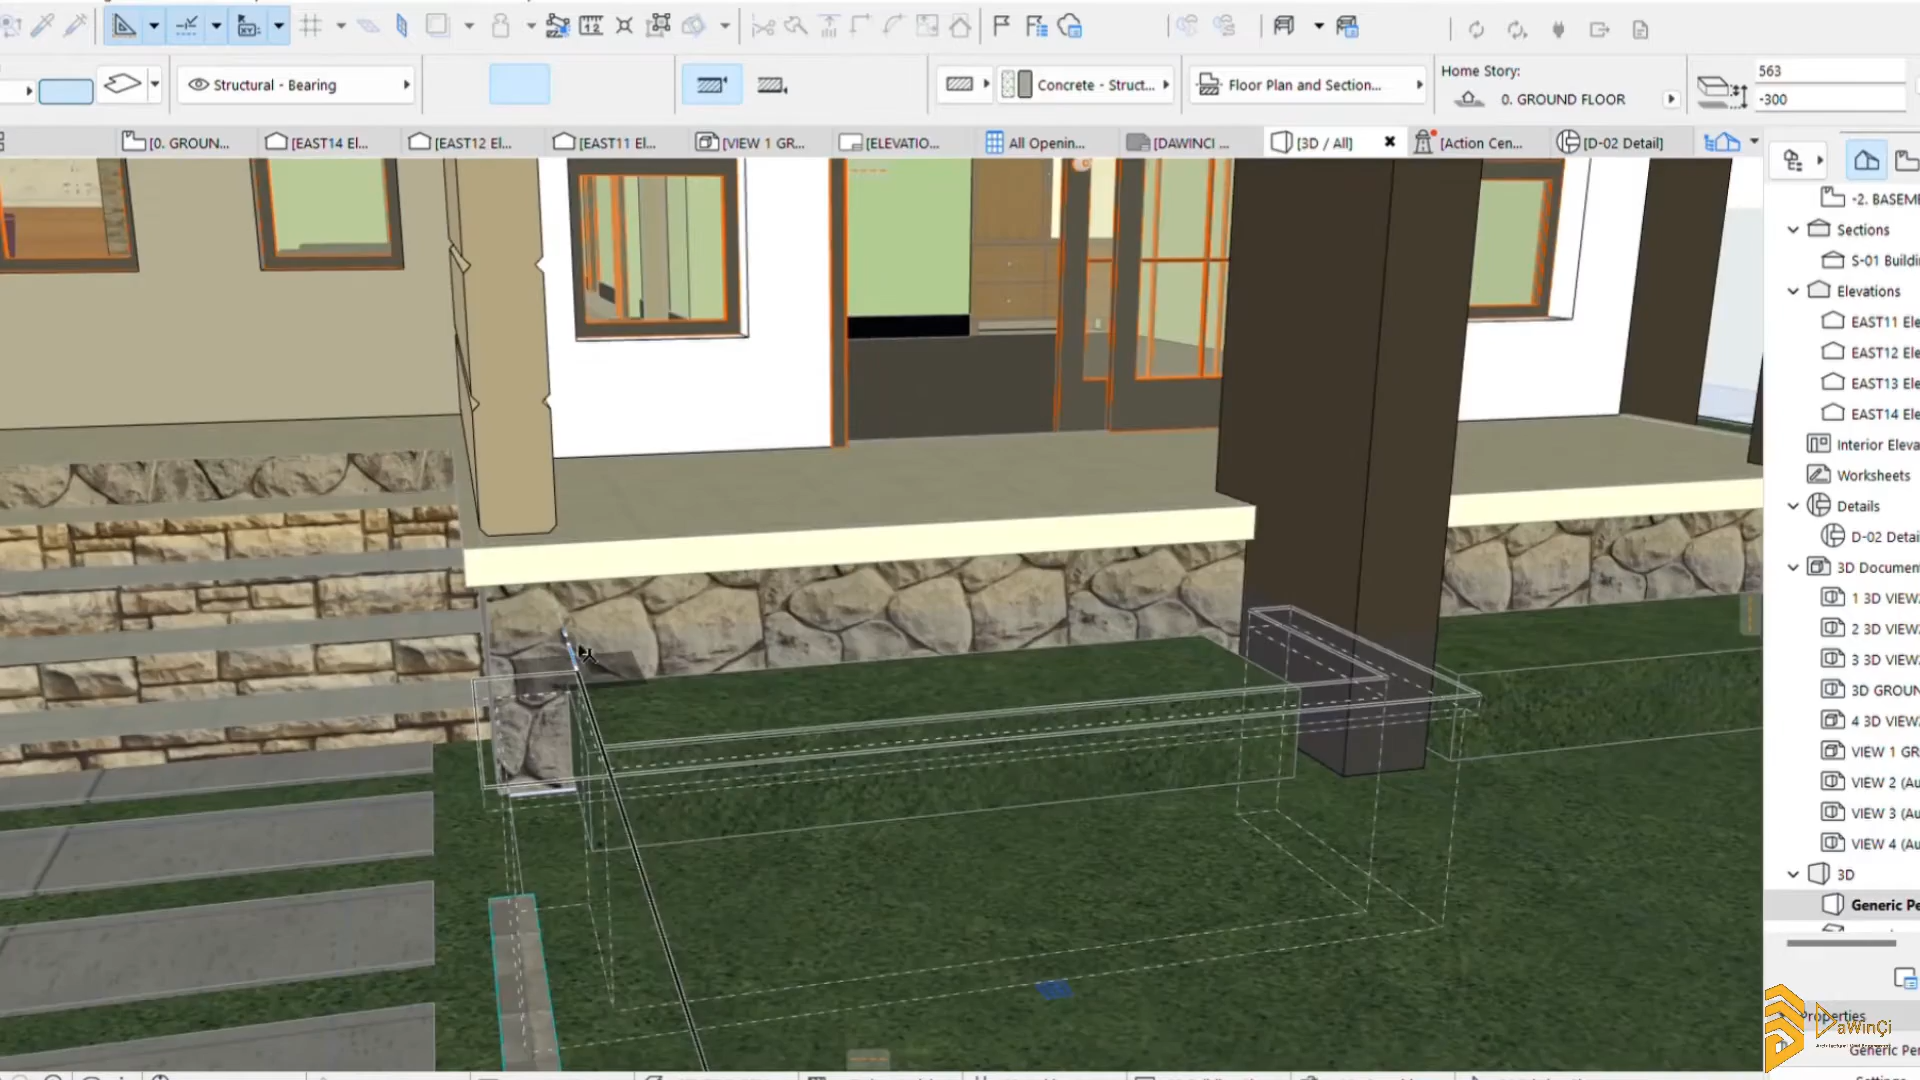 Structural - Bearing
Concrete - Struct...
Floor Plan and Section...
Home Story:
0. GROUND FLOOR
563
-300
[0. GROUN...
[EAST14 El...
[EAST12 El...
[EAST11 El...
[VIEW 1 GR...
[ELEVATIO...
All Openin...
[DAWINCI ...
[3D / All]
[Action Cen...
[D-02 Detail]
-2. BASEME
Sections
S-01 Buildi
Elevations
EAST11 Ele
EAST12 Ele
EAST13 Ele
EAST14 Ele
Interior Eleva
Worksheets
Details
D-02 Detai
3D Documen
1 3D VIEW
2 3D VIEW
3 3D VIEW
3D GROUN
4 3D VIEW
VIEW 1 GR
VIEW 2 (Au
VIEW 3 (Au
VIEW 4 (Au
3D
Generic Pe
Properties
DaWinÇi
Generic Per